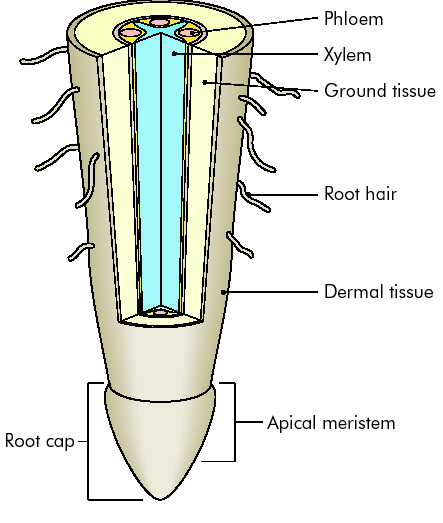 Phloem
Xylem
Ground tissue
Root hair
Dermal tissue
Apical meristem
Root cap